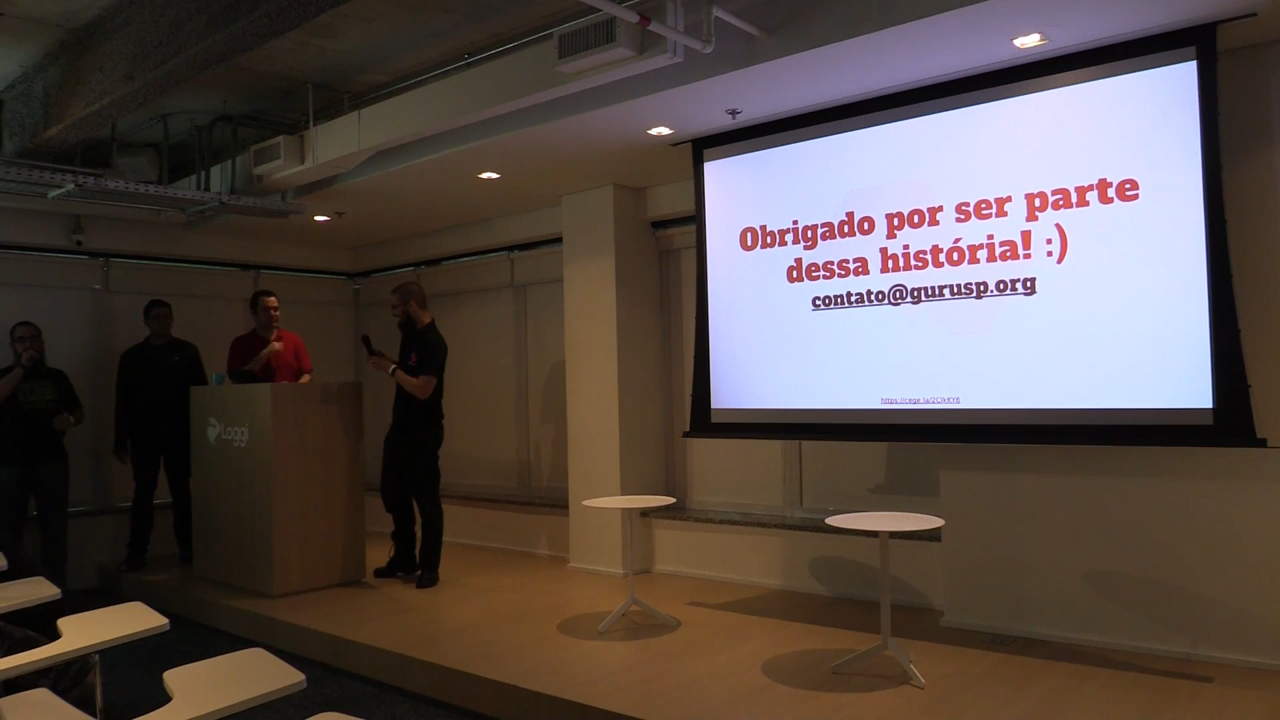 Obrigado por ser parte
dessa história! :)
contato@gurusp.org
Loggi